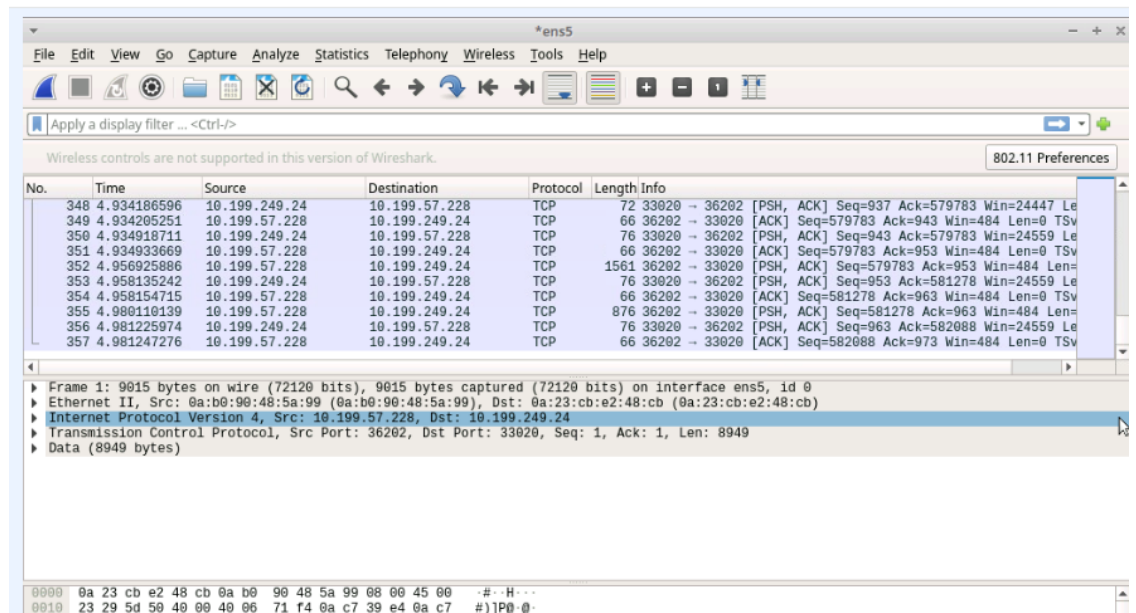 *ens5
File Edit View Go Capture Analyze Statistics Telephony Wireless Tools Help
Apply a display filter ... <Ctrl-/>
Wireless controls are not supported in this version of Wireshark.
802.11 Preferences
No. Time Source Destination Protocol Length Info
348 4.934186596 10.199.249.24 10.199.57.228 TCP 72 33020 → 36202 [PSH, ACK] Seq=937 Ack=579783 Win=24447 Le
349 4.934205251 10.199.57.228 10.199.249.24 TCP 66 36202 → 33020 [ACK] Seq=579783 Ack=943 Win=484 Len=0 TSv
350 4.934918711 10.199.249.24 10.199.57.228 TCP 76 33020 → 36202 [PSH, ACK] Seq=943 Ack=579783 Win=24559 Le
351 4.934933669 10.199.57.228 10.199.249.24 TCP 66 36202 → 33020 [ACK] Seq=579783 Ack=953 Win=484 Len=0 TSv
352 4.956925886 10.199.57.228 10.199.249.24 TCP 1561 36202 → 33020 [PSH, ACK] Seq=579783 Ack=953 Win=484 Len=
353 4.958135242 10.199.249.24 10.199.57.228 TCP 76 33020 → 36202 [PSH, ACK] Seq=953 Ack=581278 Win=24559 Le
354 4.958154715 10.199.57.228 10.199.249.24 TCP 66 36202 → 33020 [ACK] Seq=581278 Ack=963 Win=484 Len=0 TSv
355 4.980110139 10.199.57.228 10.199.249.24 TCP 876 36202 → 33020 [PSH, ACK] Seq=581278 Ack=963 Win=484 Len=
356 4.981225974 10.199.249.24 10.199.57.228 TCP 76 33020 → 36202 [PSH, ACK] Seq=963 Ack=582088 Win=24559 Le
357 4.981247276 10.199.57.228 10.199.249.24 TCP 66 36202 → 33020 [ACK] Seq=582088 Ack=973 Win=484 Len=0 TSv
Frame 1: 9015 bytes on wire (72120 bits), 9015 bytes captured (72120 bits) on interface ens5, id 0
Ethernet II, Src: 0a:b0:90:48:5a:99 (0a:b0:90:48:5a:99), Dst: 0a:23:cb:e2:48:cb (0a:23:cb:e2:48:cb)
Internet Protocol Version 4, Src: 10.199.57.228, Dst: 10.199.249.24
Transmission Control Protocol, Src Port: 36202, Dst Port: 33020, Seq: 1, Ack: 1, Len: 8949
Data (8949 bytes)
0000 0a 23 cb e2 48 cb 0a b0 90 48 5a 99 08 00 45 00 ·#··H···
0010 23 29 5d 50 40 00 40 06 71 f4 0a c7 39 e4 0a c7 #)]P@·@·